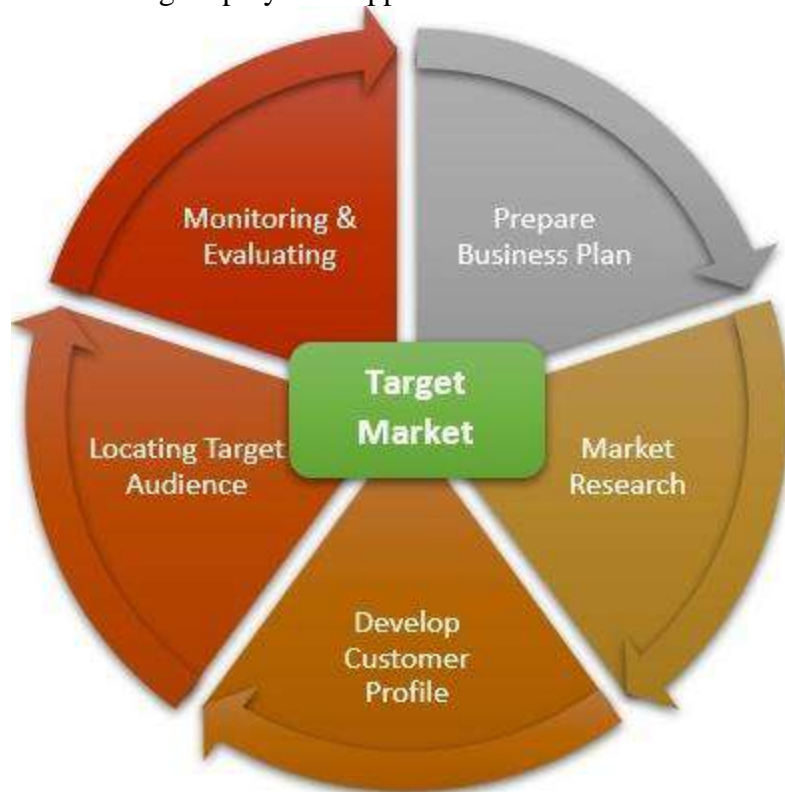 Prepare
Business Plan
Market
Research
Develop
Customer
Profile
Locating Target
Audience
Monitoring &
Evaluating
Target
Market